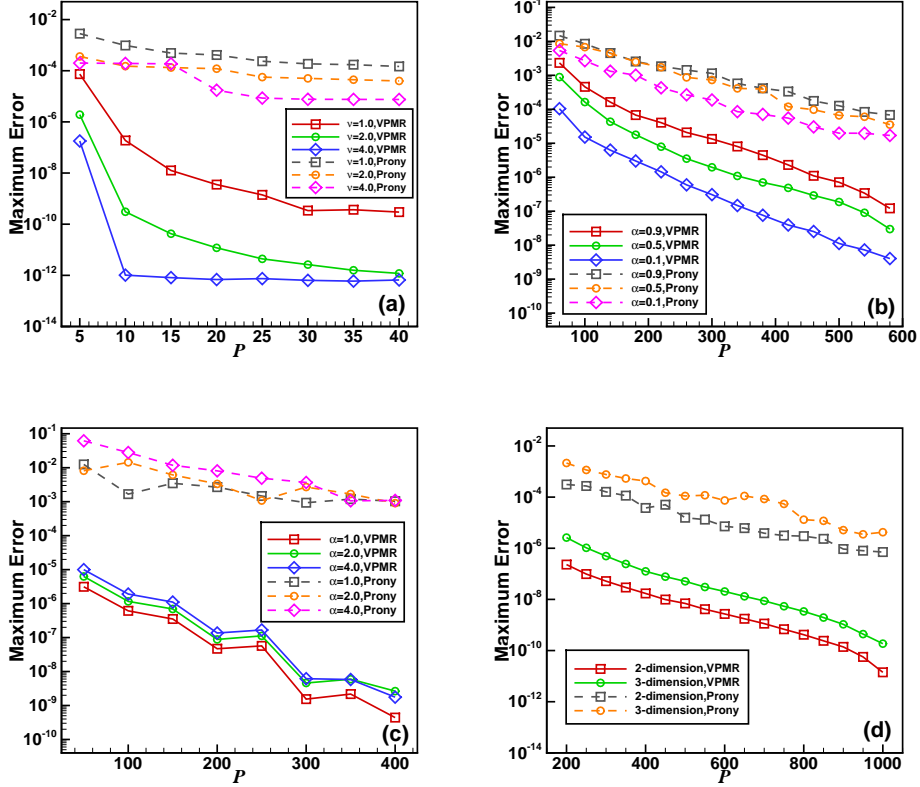 Maximum Error
10^-2
10^-4
10^-6
10^-8
10^-10
10^-12
10^-14
5 10 15 20 25 30 35 40
P
ν=1.0,VPMR
ν=2.0,VPMR
ν=4.0,VPMR
ν=1.0,Prony
ν=2.0,Prony
ν=4.0,Prony
(a)
Maximum Error
10^-1
10^-2
10^-3
10^-4
10^-5
10^-6
10^-7
10^-8
10^-9
10^-10
100 200 300 400 500 600
P
α=0.9,VPMR
α=0.5,VPMR
α=0.1,VPMR
α=0.9,Prony
α=0.5,Prony
α=0.1,Prony
(b)
Maximum Error
10^-1
10^-2
10^-3
10^-4
10^-5
10^-6
10^-7
10^-8
10^-9
10^-10
100 200 300 400
P
α=1.0,VPMR
α=2.0,VPMR
α=4.0,VPMR
α=1.0,Prony
α=2.0,Prony
α=4.0,Prony
(c)
Maximum Error
10^-2
10^-4
10^-6
10^-8
10^-10
10^-12
10^-14
200 400 600 800 1000
P
2-dimension,VPMR
3-dimension,VPMR
2-dimension,Prony
3-dimension,Prony
(d)